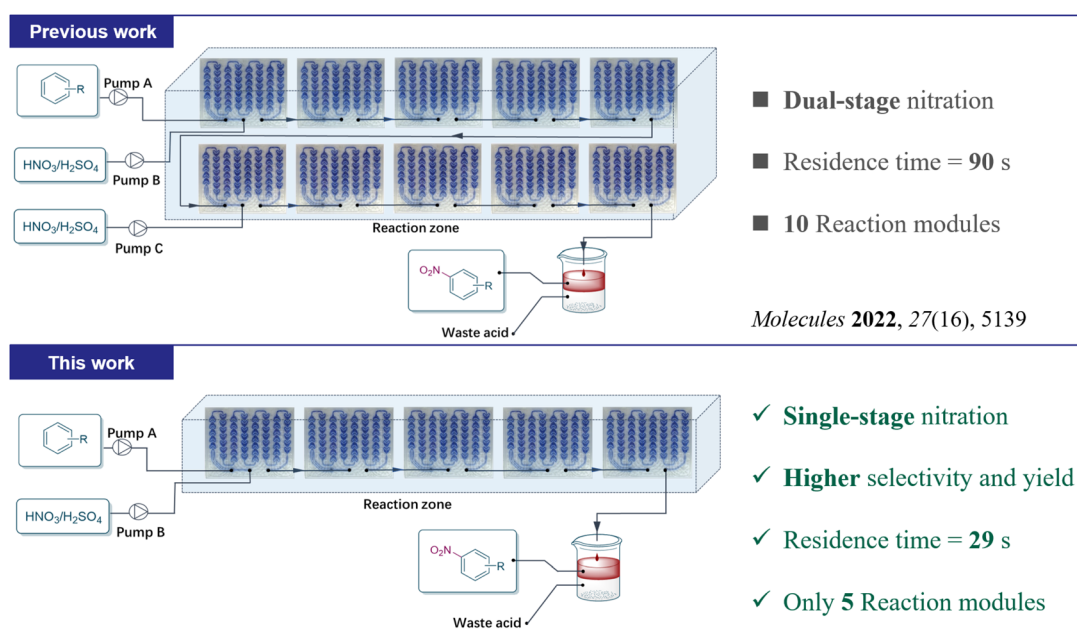 Previous work
Pump A
R
HNO₃/H₂SO₄
Pump B
HNO₃/H₂SO₄
Pump C
Reaction zone
O₂N
R
Waste acid
■ Dual-stage nitration
■ Residence time = 90 s
■ 10 Reaction modules
Molecules 2022, 27(16), 5139
This work
Pump A
R
HNO₃/H₂SO₄
Pump B
Reaction zone
O₂N
R
Waste acid
✓ Single-stage nitration
✓ Higher selectivity and yield
✓ Residence time = 29 s
✓ Only 5 Reaction modules